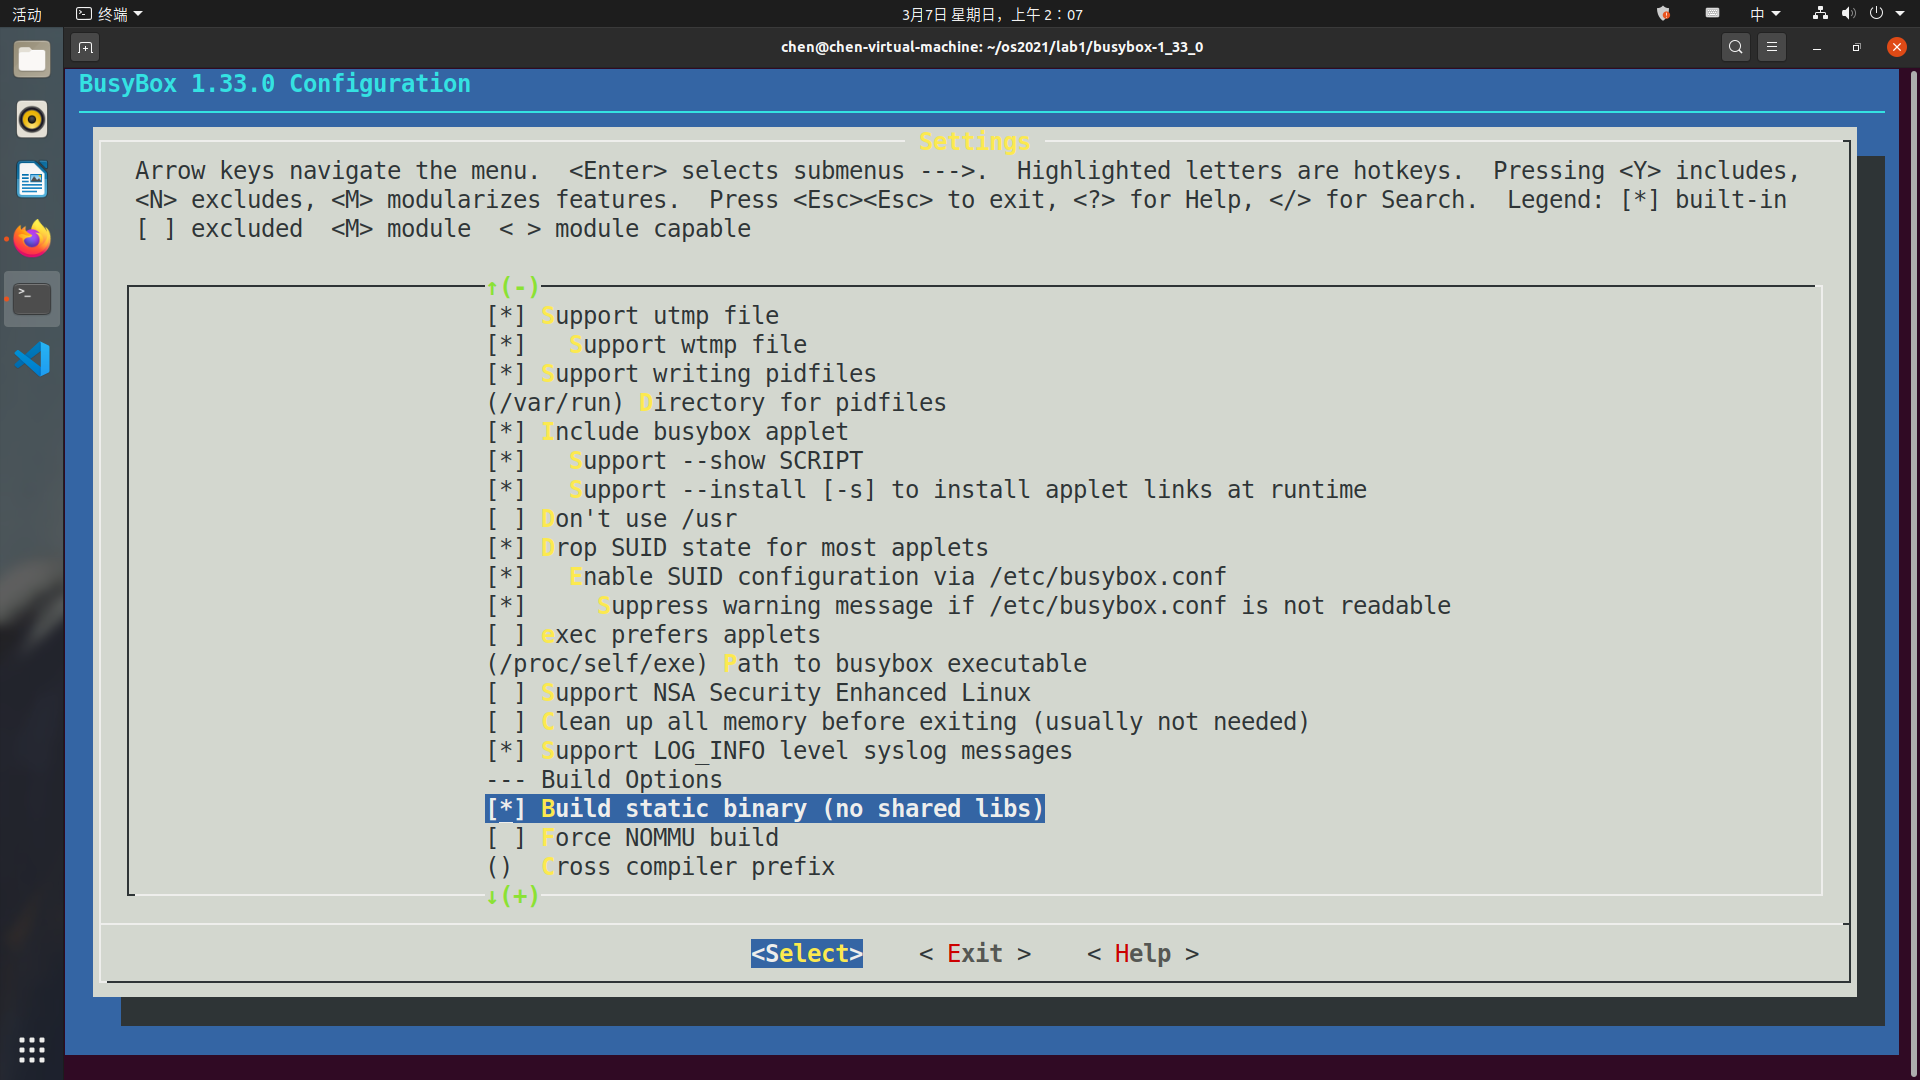 活动 终端 3月7日 星期日，上午 2：07 中
chen@chen-virtual-machine: ~/os2021/lab1/busybox-1_33_0
BusyBox 1.33.0 Configuration
Settings
Arrow keys navigate the menu.  <Enter> selects submenus --->.  Highlighted letters are hotkeys.  Pressing <Y> includes,
<N> excludes, <M> modularizes features.  Press <Esc><Esc> to exit, <?> for Help, </> for Search.  Legend: [*] built-in
[ ] excluded  <M> module  < > module capable
↑(-)
[*] Support utmp file
[*]   Support wtmp file
[*] Support writing pidfiles
(/var/run) Directory for pidfiles
[*] Include busybox applet
[*]   Support --show SCRIPT
[*]   Support --install [-s] to install applet links at runtime
[ ] Don't use /usr
[*] Drop SUID state for most applets
[*]   Enable SUID configuration via /etc/busybox.conf
[*]     Suppress warning message if /etc/busybox.conf is not readable
[ ] exec prefers applets
(/proc/self/exe) Path to busybox executable
[ ] Support NSA Security Enhanced Linux
[ ] Clean up all memory before exiting (usually not needed)
[*] Support LOG_INFO level syslog messages
--- Build Options
[*] Build static binary (no shared libs)
[ ] Force NOMMU build
()  Cross compiler prefix
↓(+)
<Select>    < Exit >    < Help >